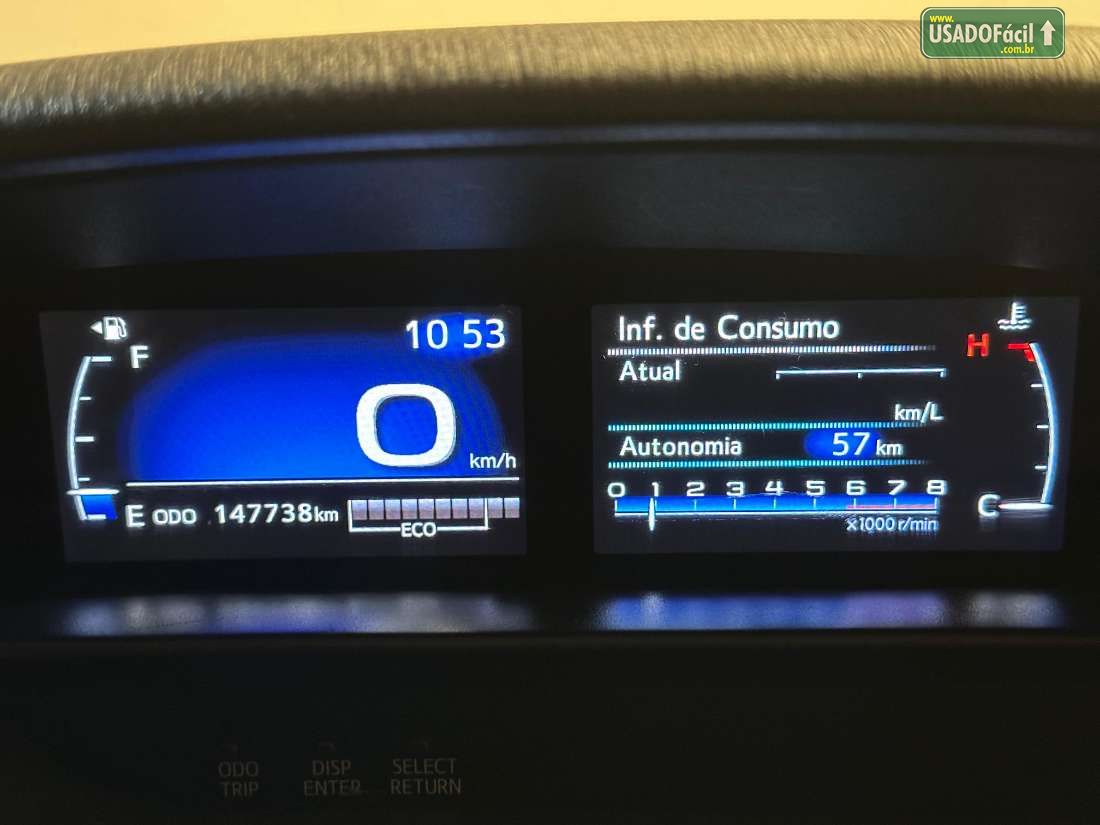 www.
USADOFácil
.com.br
10 53
F
0
km/h
E ODO 147738km
ECO
Inf. de Consumo
H
Atual
km/L
Autonomia 57 km
0 1 2 3 4 5 6 7 8
x1000 r/min
C
ODO TRIP
DISP ENTER
SELECT RETURN